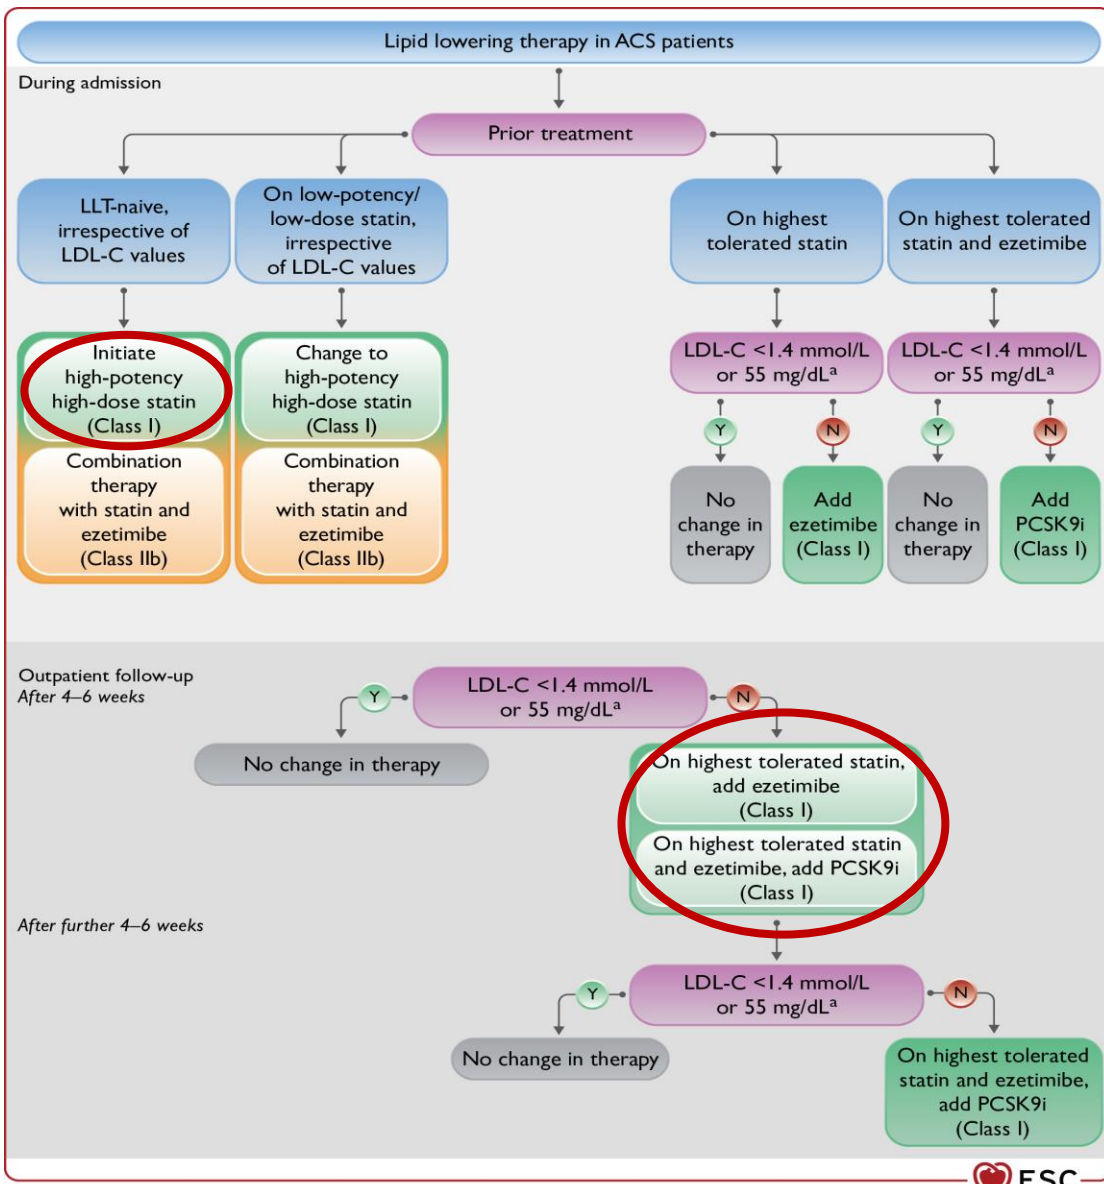 Lipid lowering therapy in ACS patients
During admission
Prior treatment
LLT-naive,
irrespective of
LDL-C values
On low-potency/
low-dose statin,
irrespective
of LDL-C values
On highest
tolerated statin
On highest tolerated
statin and ezetimibe
Initiate
high-potency
high-dose statin
(Class I)
Change to
high-potency
high-dose statin
(Class I)
LDL-C <1.4 mmol/L
or 55 mg/dLᵃ
LDL-C <1.4 mmol/L
or 55 mg/dLᵃ
Y
N
Y
N
Combination
therapy
with statin and
ezetimibe
(Class IIb)
Combination
therapy
with statin and
ezetimibe
(Class IIb)
No
change in
therapy
Add
ezetimibe
(Class I)
No
change in
therapy
Add
PCSK9i
(Class I)
Outpatient follow-up
After 4–6 weeks
Y
LDL-C <1.4 mmol/L
or 55 mg/dLᵃ
N
No change in therapy
On highest tolerated statin,
add ezetimibe
(Class I)
On highest tolerated statin
and ezetimibe, add PCSK9i
(Class I)
After further 4–6 weeks
Y
LDL-C <1.4 mmol/L
or 55 mg/dLᵃ
N
No change in therapy
On highest tolerated
statin and ezetimibe,
add PCSK9i
(Class I)
ESC